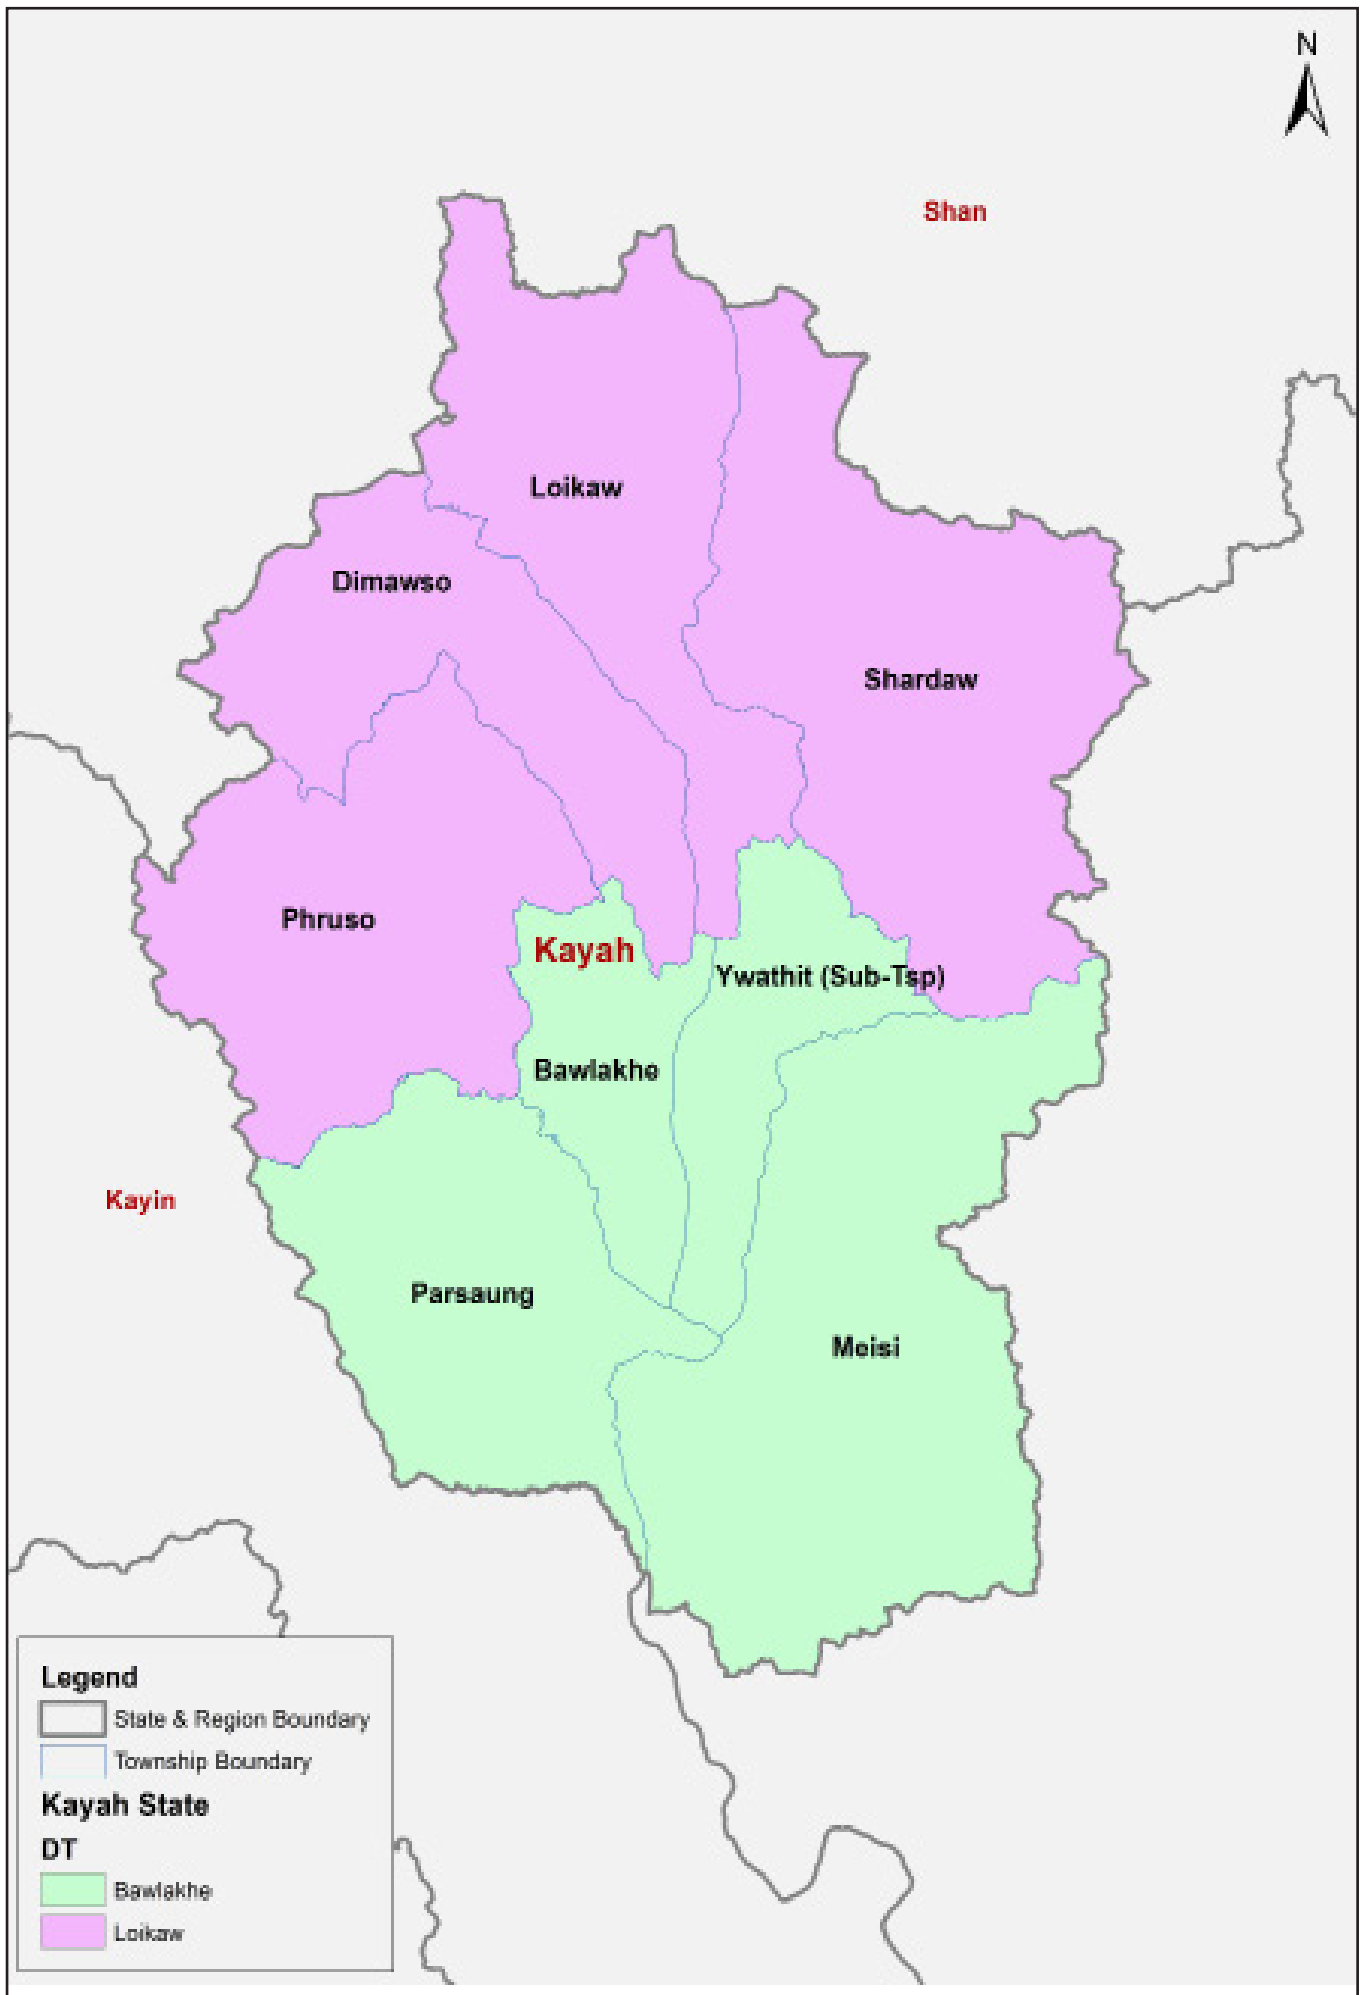 N
Shan
Loikaw
Dimawso
Shardaw
Phruso
Kayah
Ywathit (Sub-Tsp)
Bawlakhe
Kayin
Parsaung
Meisi
Legend
State & Region Boundary
Township Boundary
Kayah State
DT
Bawlakhe
Loikaw